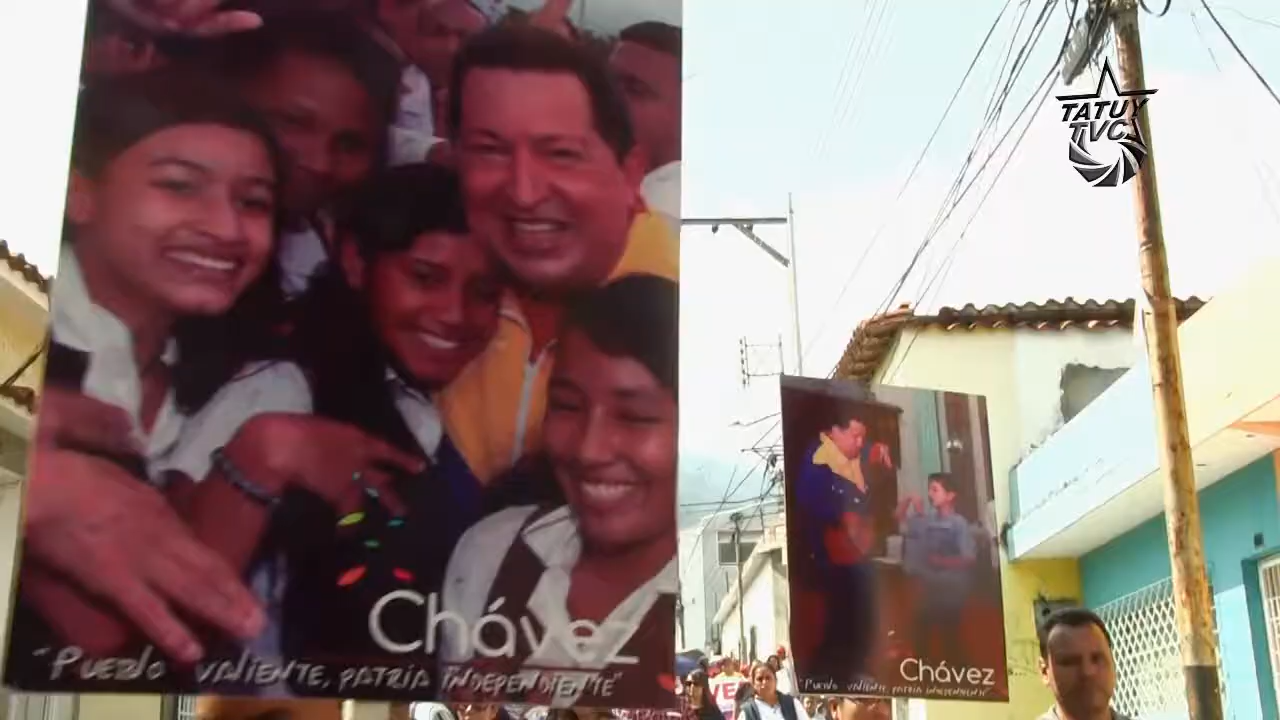 TATUY
TVC
Chávez
"PUEBLO VALIENTE, PATRIA INDEPENDIENTE"
Chávez
"PUEBLO VALIENTE, PATRIA INDEPENDIENTE"